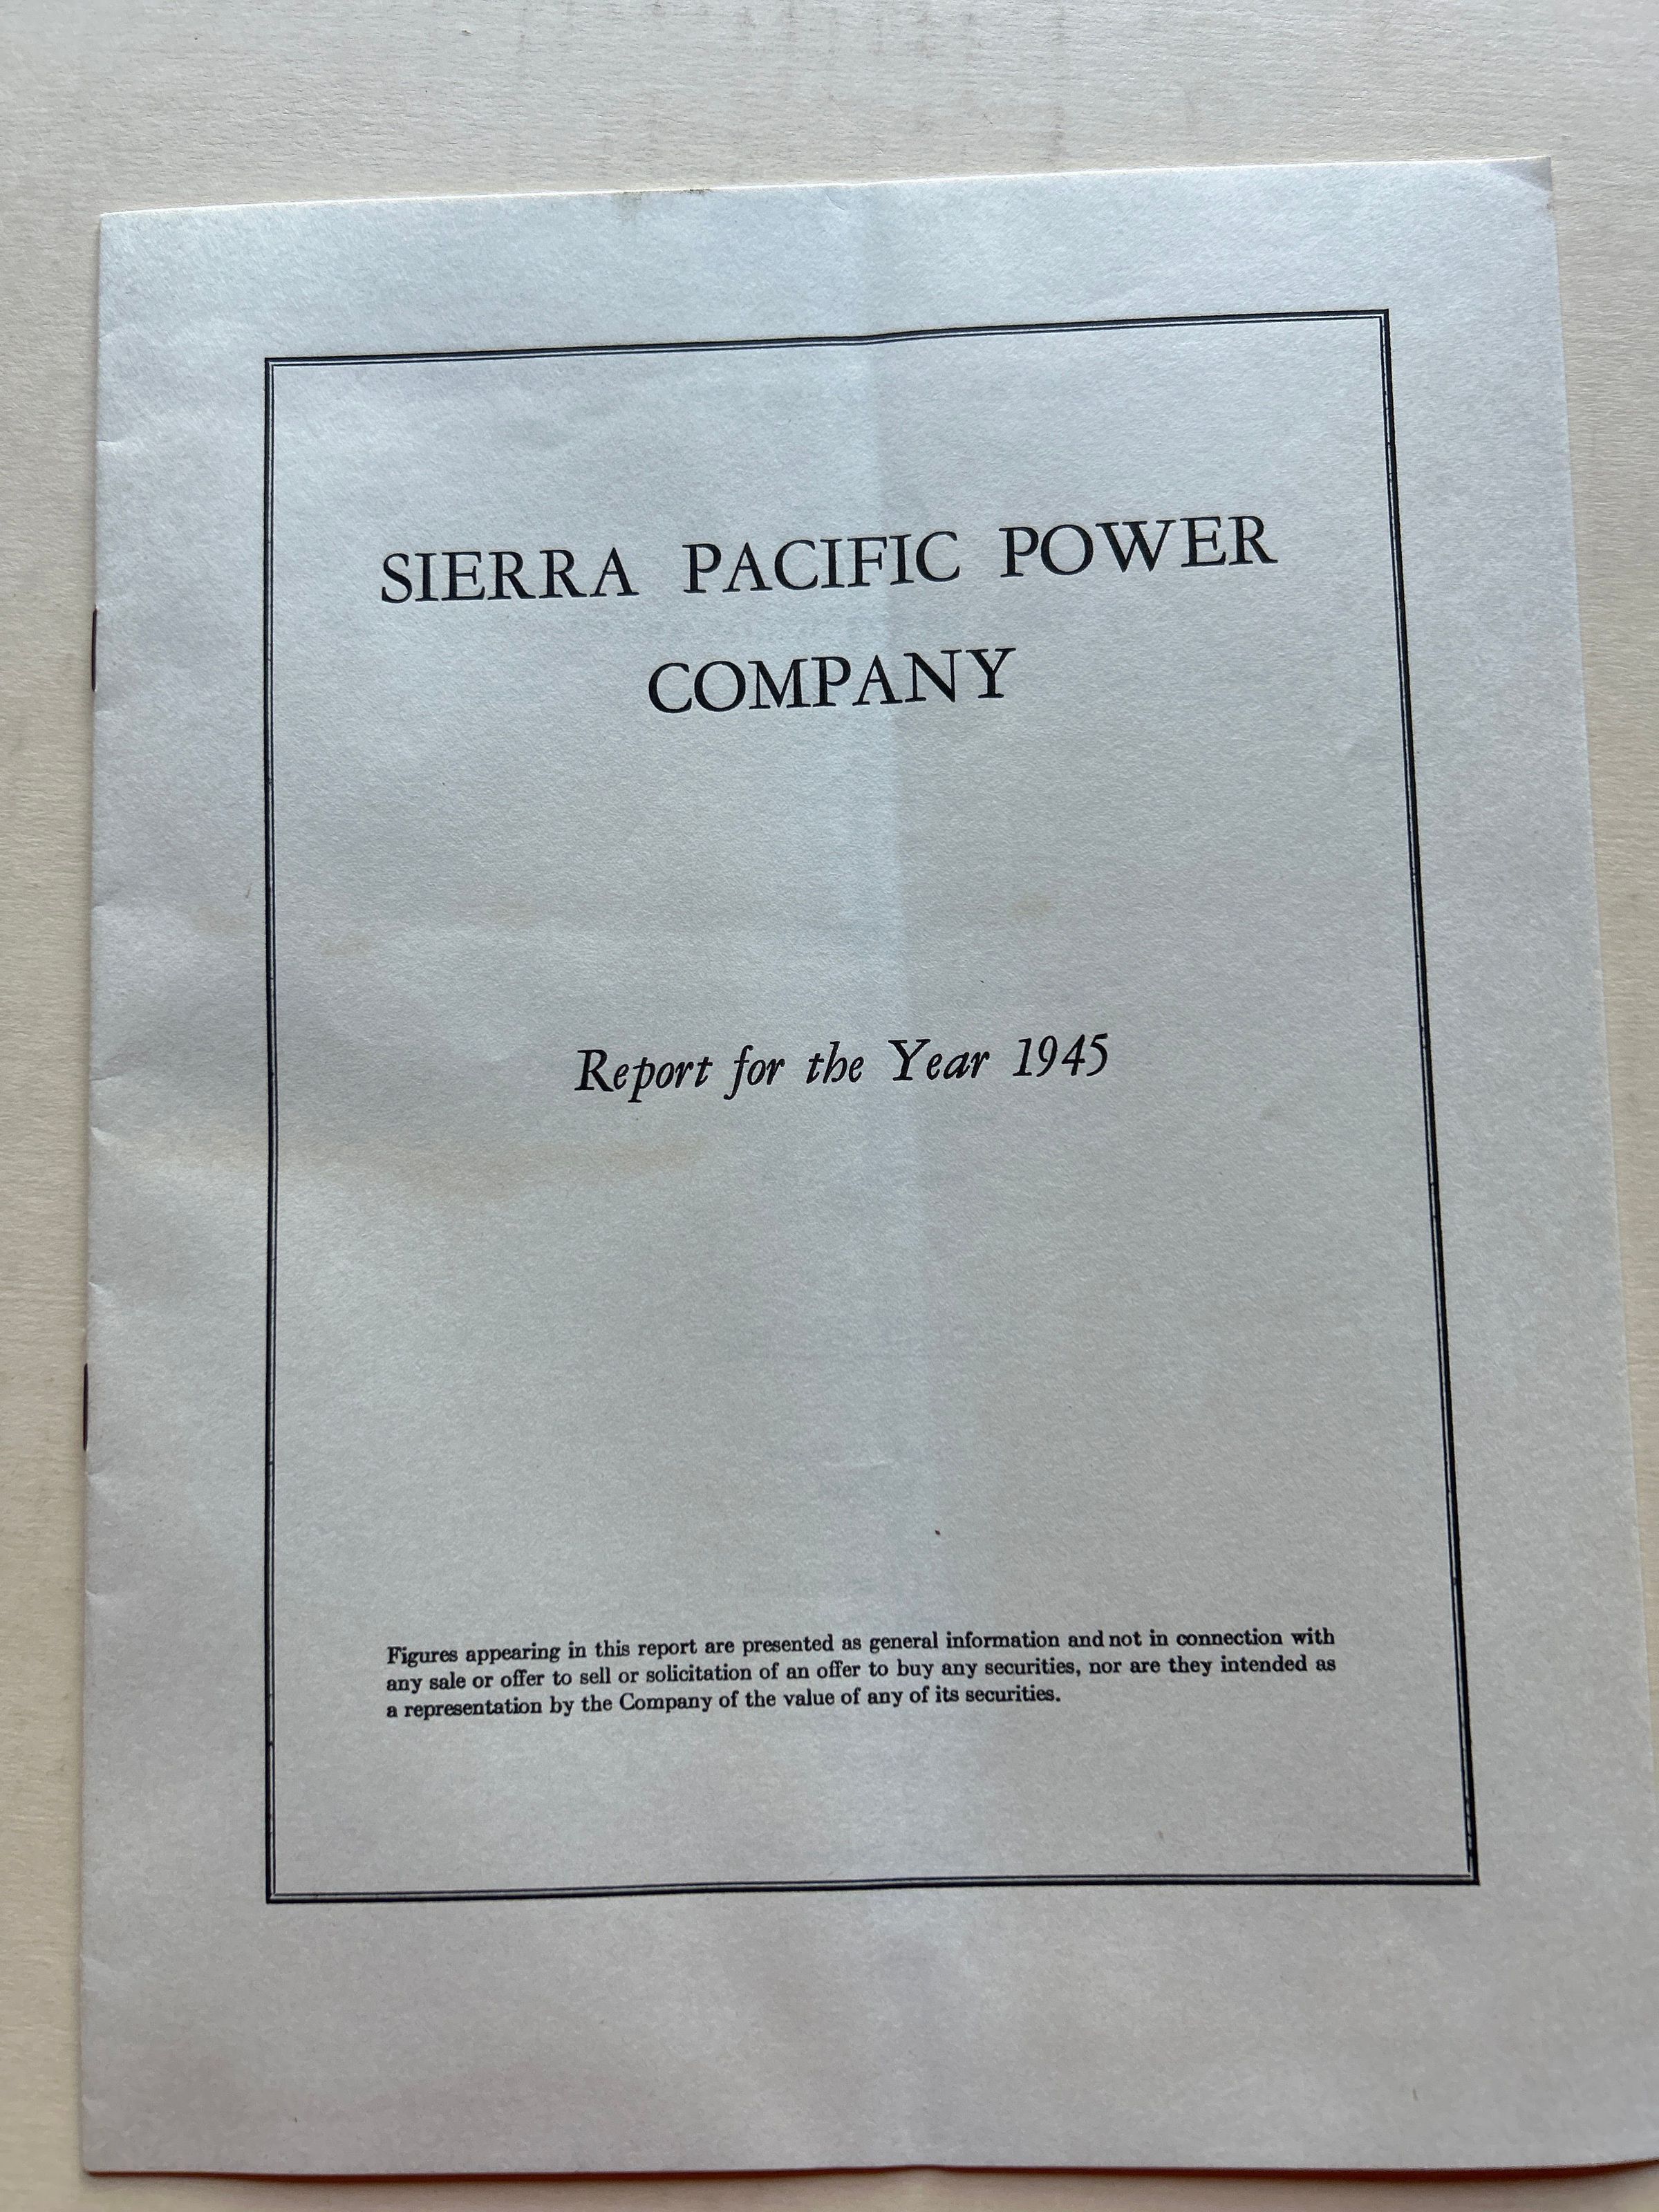 SIERRA PACIFIC POWER
COMPANY
Report for the Year 1945
Figures appearing in this report are presented as general information and not in connection with
any sale or offer to sell or solicitation of an offer to buy any securities, nor are they intended as
a representation by the Company of the value of any of its securities.